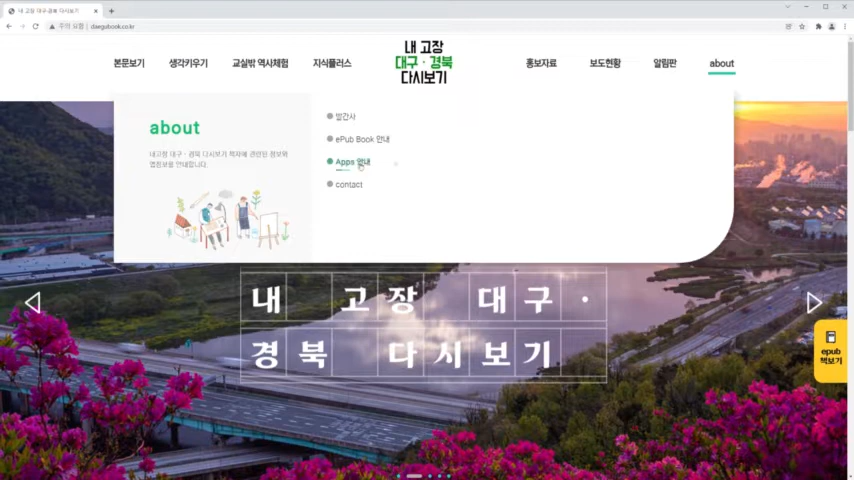 내 고장 대구·경북 다시보기
주의 요함 | daegubook.co.kr
본문보기 생각키우기 교실밖 역사체험 지식플러스
내 고장
대구·경북
다시보기
홍보자료 보도현황 알림판 about
about
내고장 대구·경북 다시보기 책자에 관련된 정보와
앱정보를 안내합니다.
발간사
ePub Book 안내
Apps 안내
contact
내 고장 대구·
경북 다시보기
epub
책보기